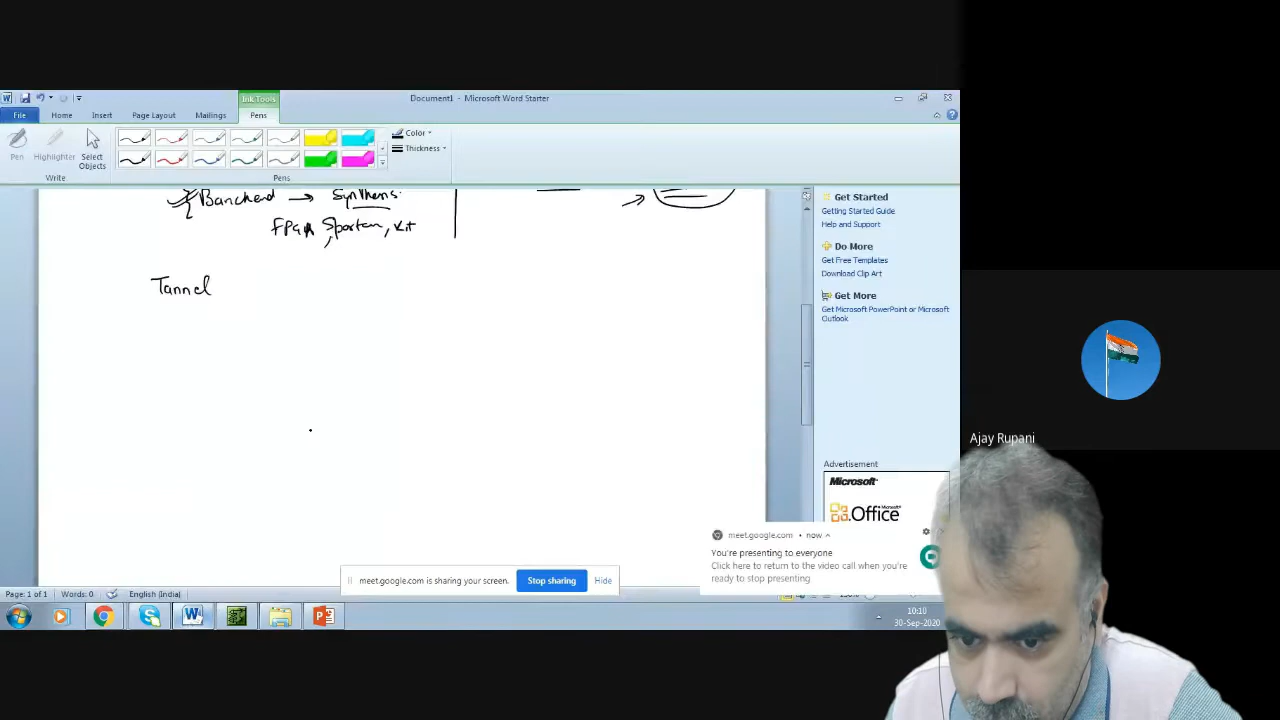 Ink Tools
Document1 - Microsoft Word Starter
File Home Insert Page Layout Mailings Pens
Pen Highlighter Select Objects
Color
Thickness
Write Pens
Synthesis.
FPGA, Spartan, Kit
Tannel
Get Started
Getting Started Guide
Help and Support
Do More
Get Free Templates
Download Clip Art
Get More
Get Microsoft PowerPoint or Microsoft
Outlook
Advertisement
Microsoft
Microsoft
Office
meet.google.com • now
You're presenting to everyone
Click here to return to the video call when you're
ready to stop presenting
meet.google.com is sharing your screen. Stop sharing Hide
Page: 1 of 1 Words: 0 English (India)
10:10
30-Sep-2020
Ajay Rupani